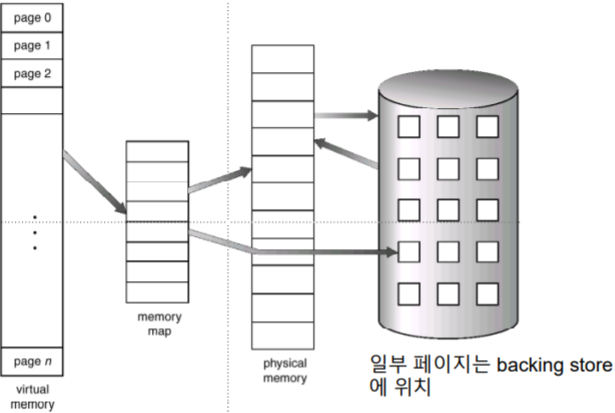 page 0
page 1
page 2
page n
virtual
memory
memory
map
physical
memory
일부 페이지는 backing store
에 위치